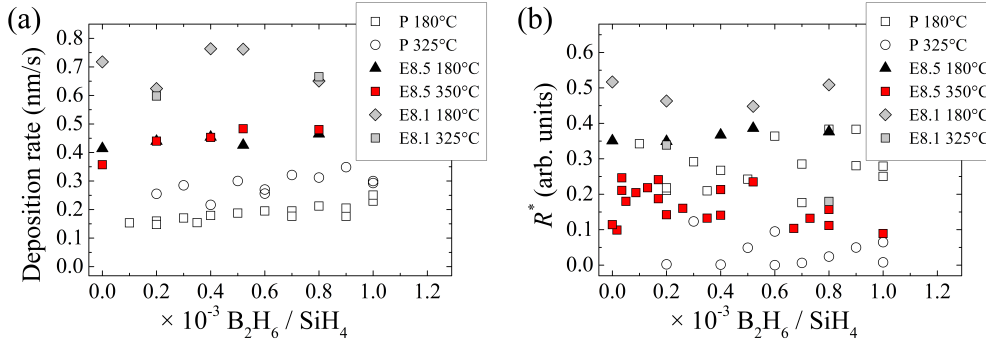 (a)
Deposition rate (nm/s)
0.8
0.7
0.6
0.5
0.4
0.3
0.2
0.1
0.0
0.0 0.2 0.4 0.6 0.8 1.0 1.2
× 10⁻³ B₂H₆ / SiH₄
P 180°C
P 325°C
E8.5 180°C
E8.5 350°C
E8.1 180°C
E8.1 325°C
(b)
R* (arb. units)
0.6
0.5
0.4
0.3
0.2
0.1
0.0
0.0 0.2 0.4 0.6 0.8 1.0 1.2
× 10⁻³ B₂H₆ / SiH₄
P 180°C
P 325°C
E8.5 180°C
E8.5 350°C
E8.1 180°C
E8.1 325°C